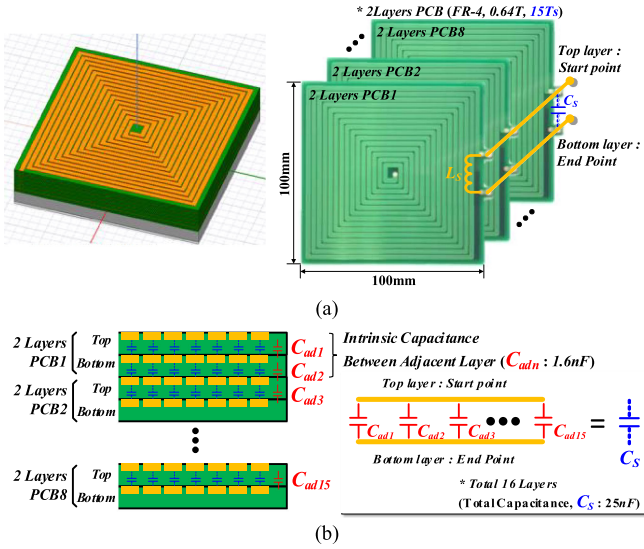 * 2Layers PCB (FR-4, 0.64T, 15Ts)
2 Layers PCB8
2 Layers PCB2
2 Layers PCB1
Top layer :
Start point
Cs
Bottom layer :
End Point
Ls
100mm
100mm
(a)
2 Layers
PCB1
Top
Bottom
2 Layers
PCB2
Top
Bottom
2 Layers
PCB8
Top
Bottom
Cad1
Cad2
Cad3
Cad15
Intrinsic Capacitance
Between Adjacent Layer (Cadn : 1.6nF)
Top layer : Start point
Cad1 Cad2 Cad3 Cad15
=
Cs
Bottom layer : End Point
* Total 16 Layers
(Total Capacitance, Cs : 25nF)
(b)